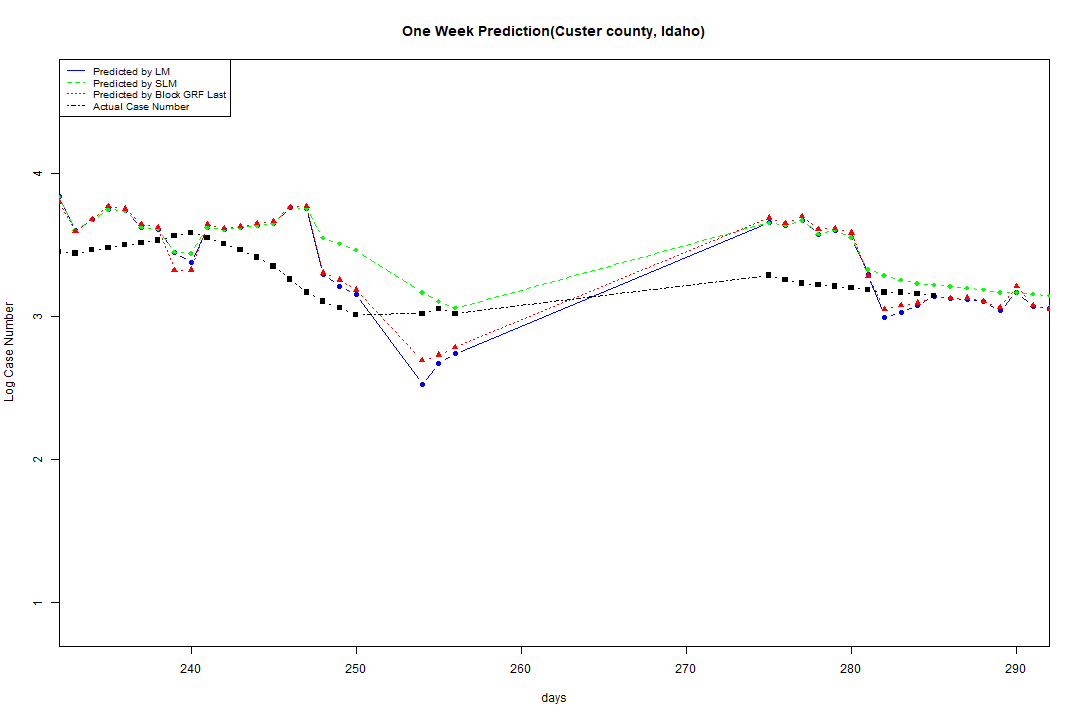 One Week Prediction(Custer county, Idaho)
Predicted by LM
Predicted by SLM
Predicted by Block GRF Last
Actual Case Number
4
3
2
1
Log Case Number
240 250 260 270 280 290
days